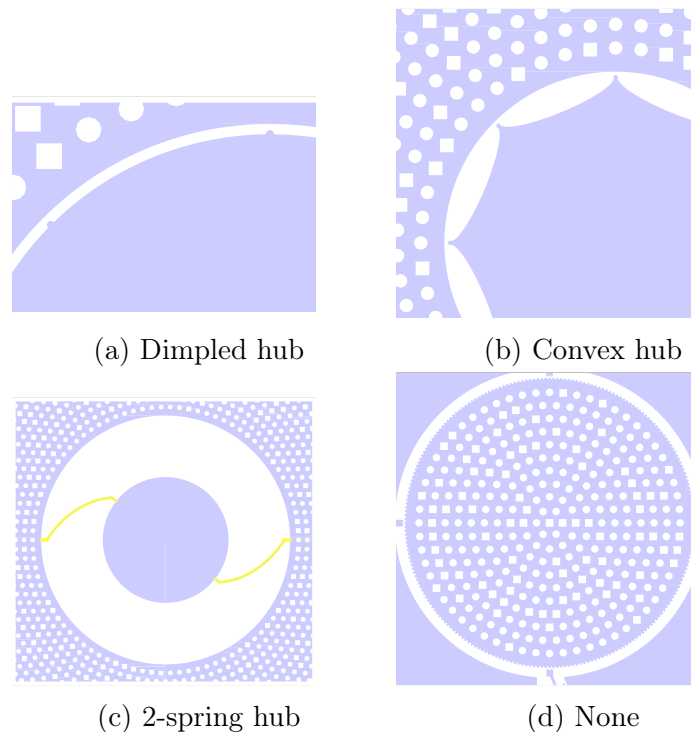 (a) Dimpled hub
(b) Convex hub
(c) 2-spring hub
(d) None